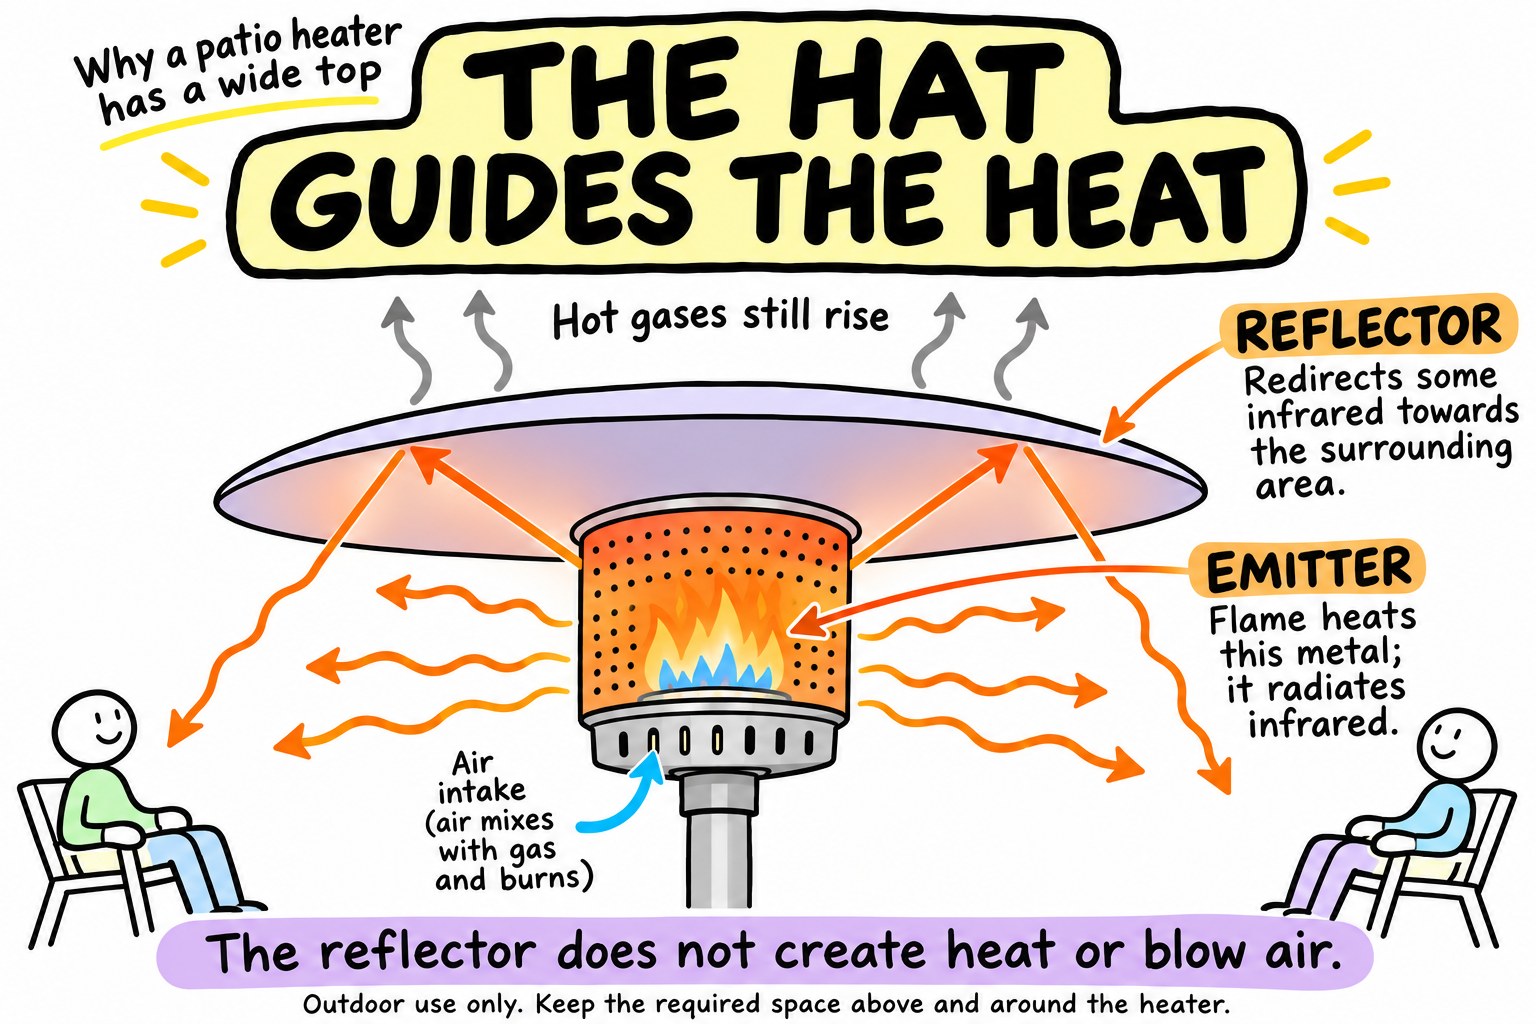 Why a patio heater
has a wide top
THE HAT
GUIDES THE HEAT
Hot gases still rise
REFLECTOR
Redirects some
infrared towards
the surrounding
area.
EMITTER
Flame heats
this metal;
it radiates
infrared.
Air
intake
(air mixes
with gas
and burns)
The reflector does not create heat or blow air.
Outdoor use only. Keep the required space above and around the heater.